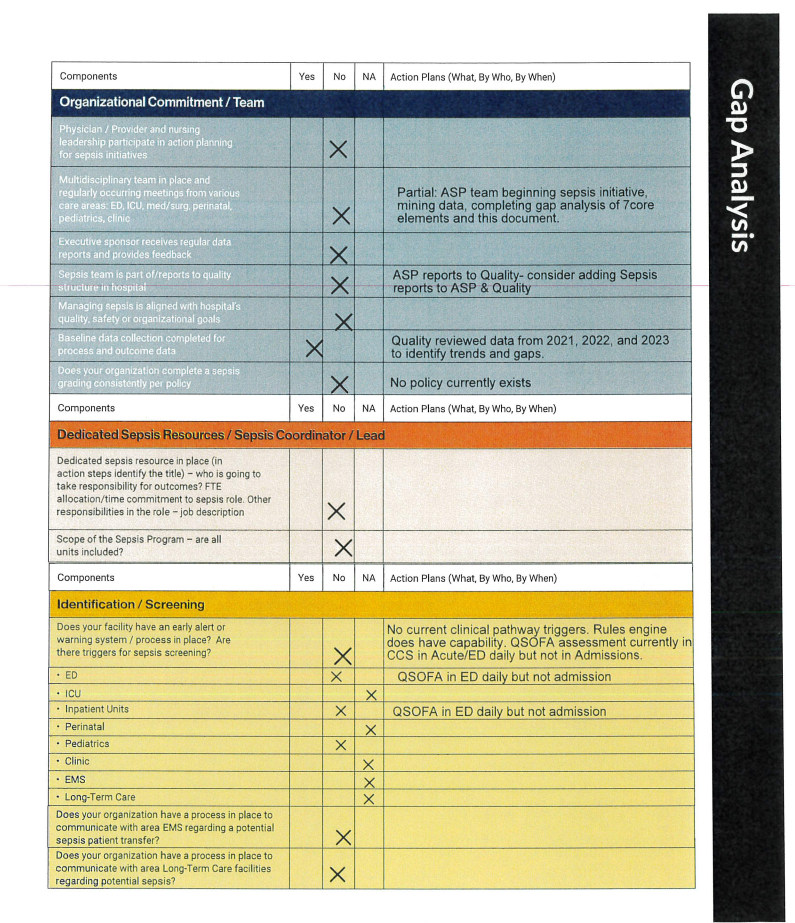 Gap Analysis
Components Yes No NA Action Plans (What, By Who, By When)
Organizational Commitment / Team
Physician / Provider and nursing
leadership participate in action planning
for sepsis initiatives X
Multidisciplinary team in place and
regularly occurring meetings from various
care areas: ED, ICU, med/surg, perinatal,
pediatrics, clinic X
Partial: ASP team beginning sepsis initiative,
mining data, completing gap analysis of 7core
elements and this document.
Executive sponsor receives regular data
reports and provides feedback X
Sepsis team is part of/reports to quality
structure in hospital X
ASP reports to Quality- consider adding Sepsis
reports to ASP & Quality
Managing sepsis is aligned with hospital's
quality, safety or organizational goals X
Baseline data collection completed for
process and outcome data X
Quality reviewed data from 2021, 2022, and 2023
to identify trends and gaps.
Does your organization complete a sepsis
grading consistently per policy X
No policy currently exists
Components Yes No NA Action Plans (What, By Who, By When)
Dedicated Sepsis Resources / Sepsis Coordinator / Lead
Dedicated sepsis resource in place (in
action steps identify the title) – who is going to
take responsibility for outcomes? FTE
allocation/time commitment to sepsis role. Other
responsibilities in the role – job description X
Scope of the Sepsis Program – are all
units included? X
Components Yes No NA Action Plans (What, By Who, By When)
Identification / Screening
Does your facility have an early alert or
warning system / process in place? Are
there triggers for sepsis screening? X
No current clinical pathway triggers. Rules engine
does have capability. QSOFA assessment currently in
CCS in Acute/ED daily but not in Admissions.
• ED X QSOFA in ED daily but not admission
• ICU X
• Inpatient Units X QSOFA in ED daily but not admission
• Perinatal X
• Pediatrics X
• Clinic X
• EMS X
• Long-Term Care X
Does your organization have a process in place to
communicate with area EMS regarding a potential
sepsis patient transfer? X
Does your organization have a process in place to
communicate with area Long-Term Care facilities
regarding potential sepsis? X